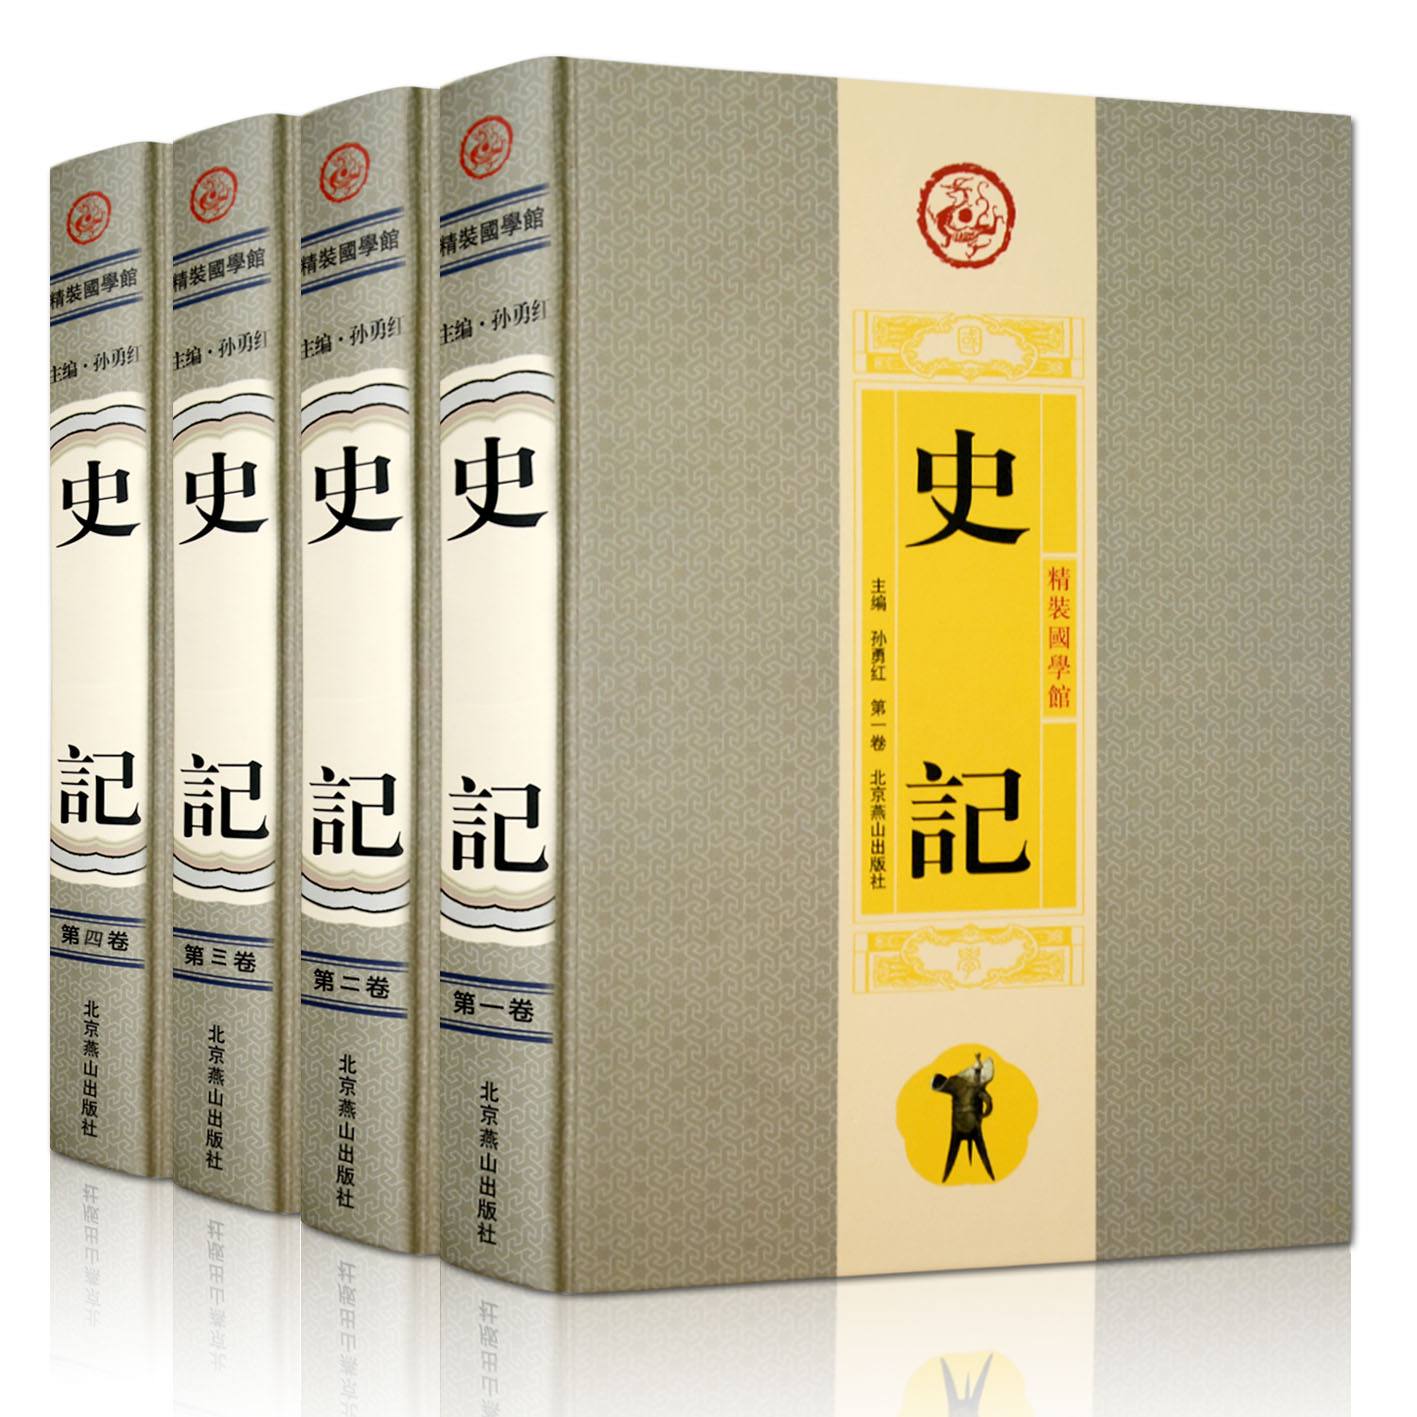 精裝國學館
主编·孙勇红
史記
第四卷
北京燕山出版社
精裝國學館
主编·孙勇红
史記
第三卷
北京燕山出版社
精裝國學館
主编·孙勇红
史記
第二卷
北京燕山出版社
精裝國學館
主编·孙勇红
史記
第一卷
北京燕山出版社
國
史記
精裝國學館
主编 孙勇红 第一卷 北京燕山出版社
學